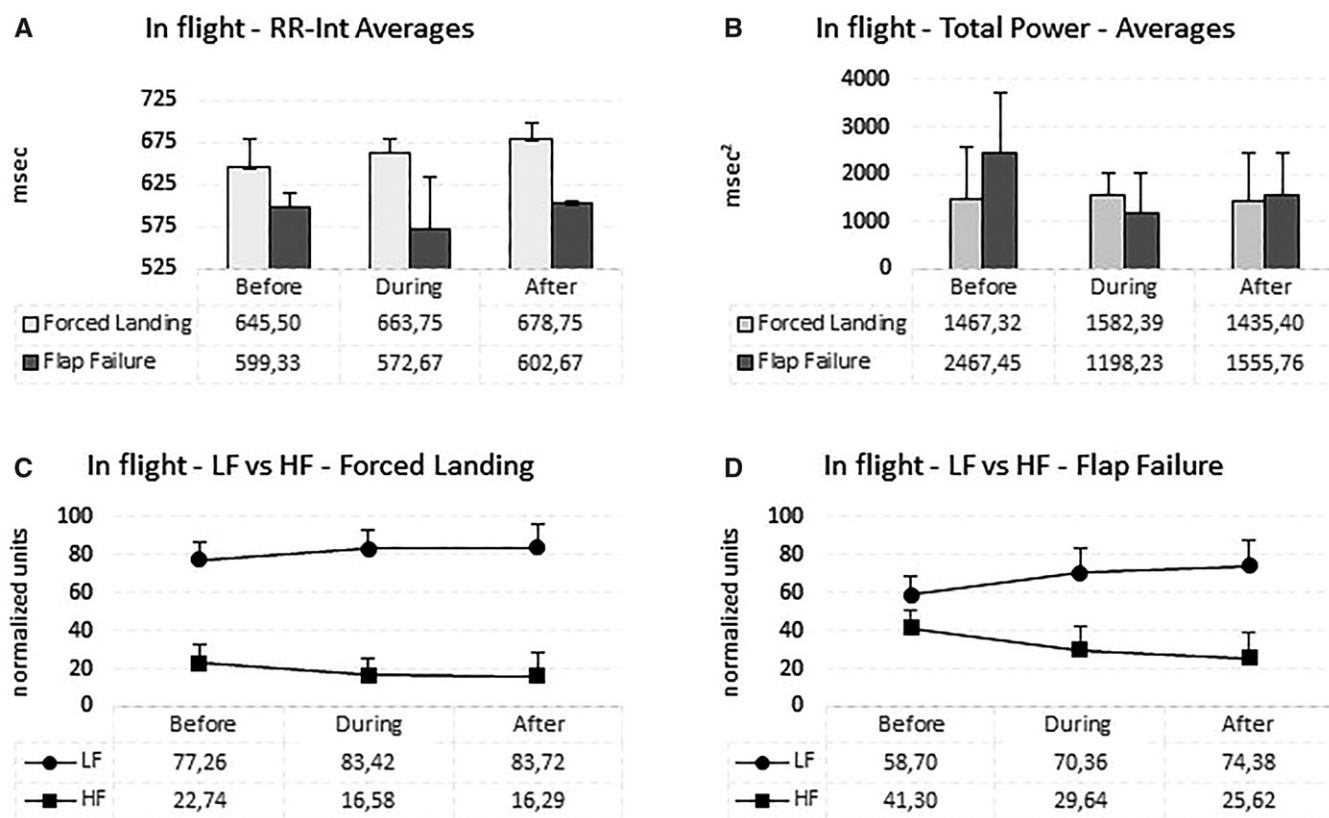 A In flight - RR-Int Averages
msec
725
675
625
575
525
Before During After
Forced Landing 645,50 663,75 678,75
Flap Failure 599,33 572,67 602,67
B In flight - Total Power - Averages
msec²
4000
3000
2000
1000
0
Before During After
Forced Landing 1467,32 1582,39 1435,40
Flap Failure 2467,45 1198,23 1555,76
C In flight - LF vs HF - Forced Landing
normalized units
100
80
60
40
20
0
Before During After
LF 77,26 83,42 83,72
HF 22,74 16,58 16,29
D In flight - LF vs HF - Flap Failure
normalized units
100
80
60
40
20
0
Before During After
LF 58,70 70,36 74,38
HF 41,30 29,64 25,62